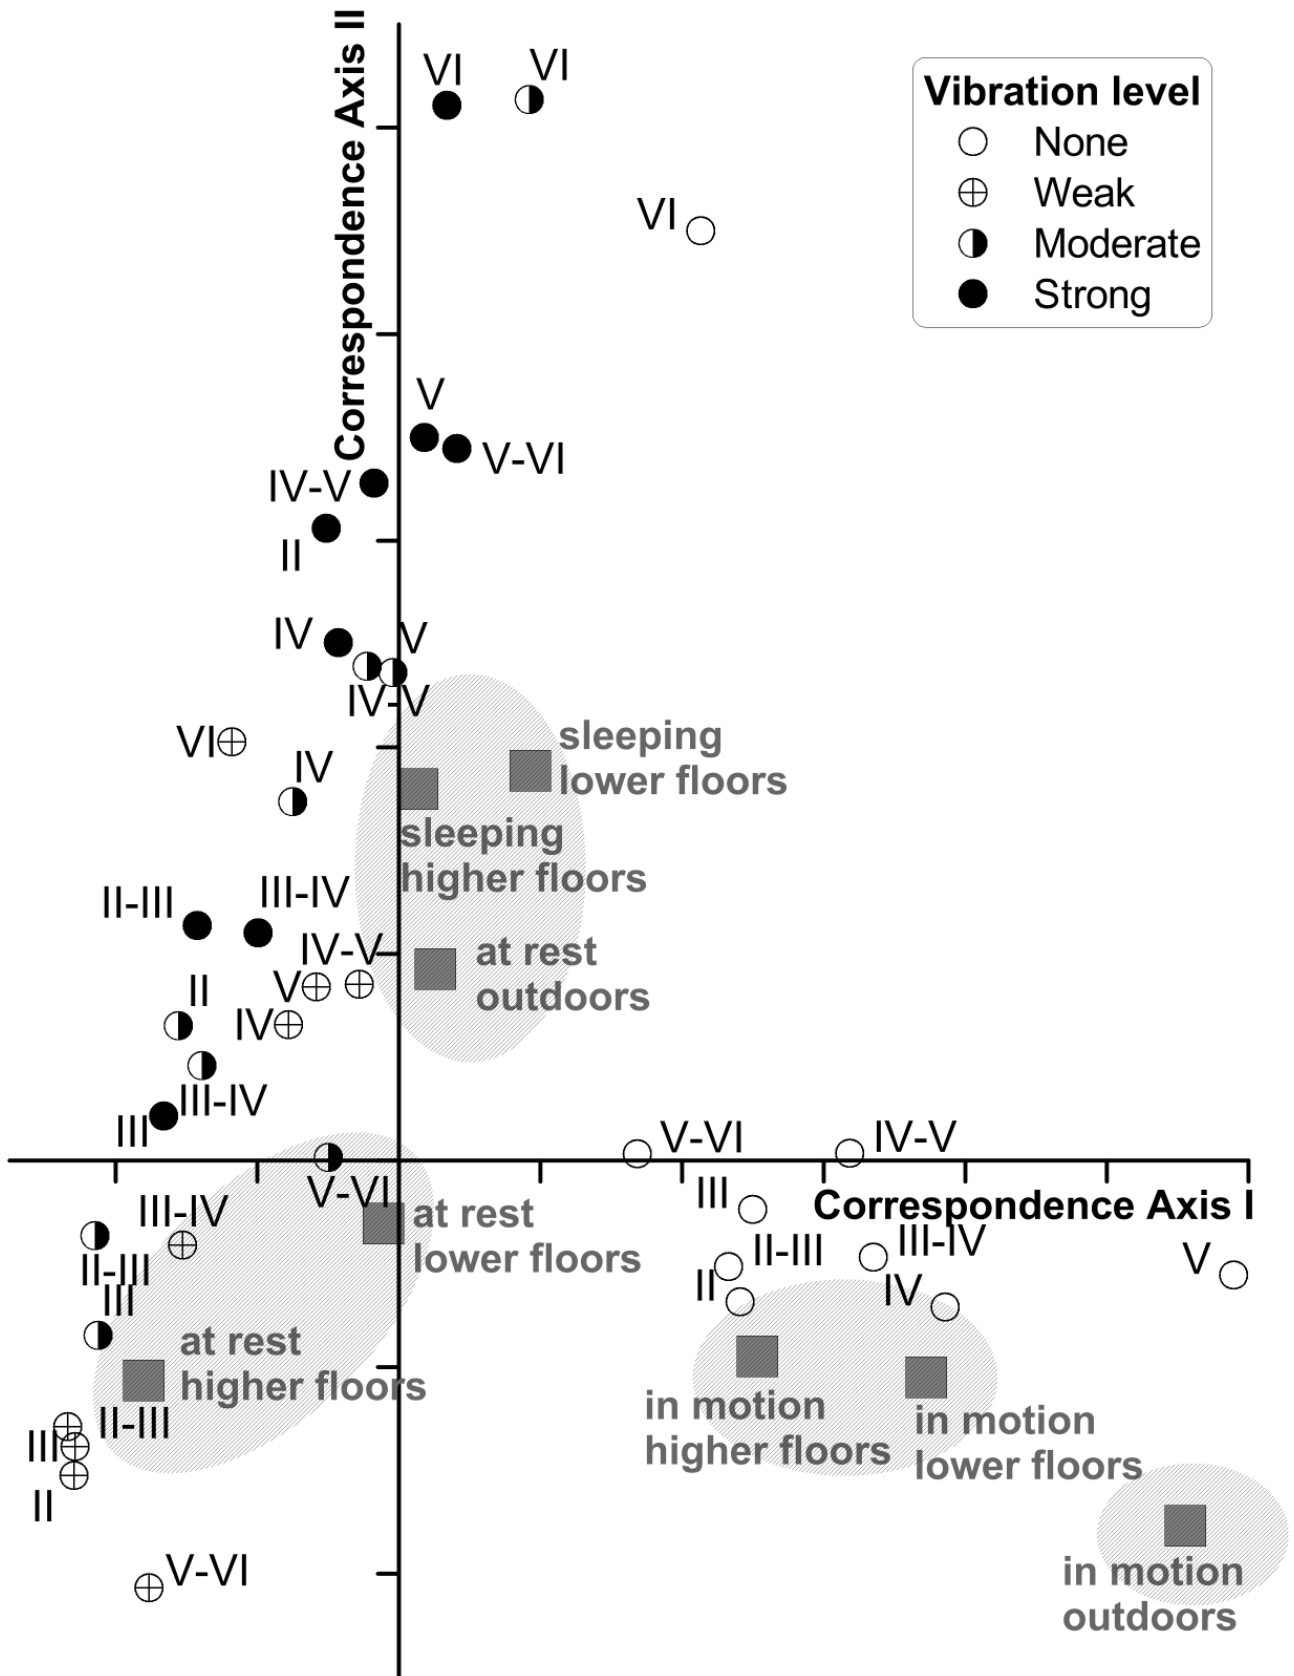 Correspondence Axis II
VI
VI
Vibration level
None
Weak
Moderate
Strong
VI
V
V-VI
IV-V
II
IV
V
IV-V
VI
IV
sleeping
lower floors
sleeping
higher floors
II-III
III-IV
IV-V
at rest
outdoors
V
II
IV
III-IV
III
V-VI
IV-V
V-VI
III
Correspondence Axis I
III-IV
at rest
lower floors
II-III
III-IV
V
II-III
III
II
IV
at rest
higher floors
in motion
higher floors
in motion
lower floors
II-III
III
II
V-VI
in motion
outdoors